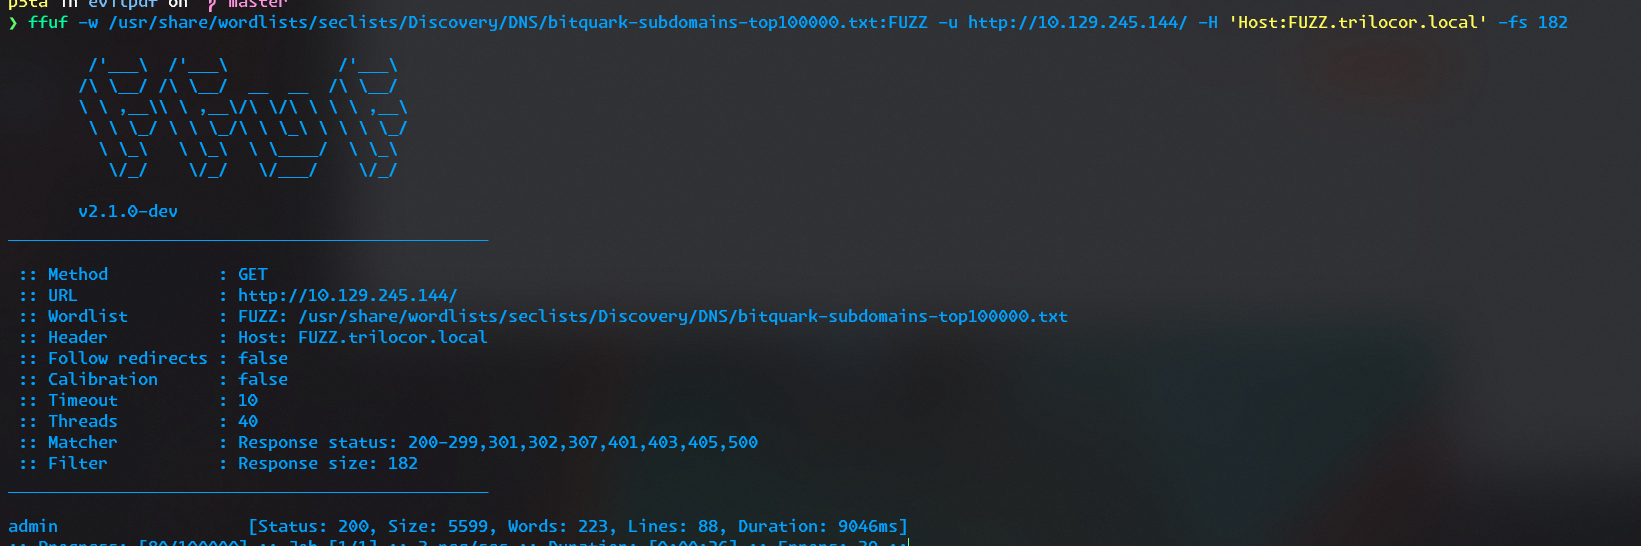 p3ta in evilpdf on master
❯ ffuf -w /usr/share/wordlists/seclists/Discovery/DNS/bitquark-subdomains-top100000.txt:FUZZ -u http://10.129.245.144/ -H 'Host:FUZZ.trilocor.local' -fs 182
        /'___\  /'___\           /'___\
       /\ \__/ /\ \__/  __  __  /\ \__/
       \ \ ,__\\ \ ,__\/\ \/\ \ \ \ ,__\
        \ \ \_/ \ \ \_/\ \ \_\ \ \ \ \_/
         \ \_\   \ \_\  \ \____/  \ \_\
          \/_/    \/_/   \/___/    \/_/
v2.1.0-dev
________________________________________________
:: Method : GET
:: URL : http://10.129.245.144/
:: Wordlist : FUZZ: /usr/share/wordlists/seclists/Discovery/DNS/bitquark-subdomains-top100000.txt
:: Header : Host: FUZZ.trilocor.local
:: Follow redirects : false
:: Calibration : false
:: Timeout : 10
:: Threads : 40
:: Matcher : Response status: 200-299,301,302,307,401,403,405,500
:: Filter : Response size: 182
________________________________________________
admin [Status: 200, Size: 5599, Words: 223, Lines: 88, Duration: 9046ms]
:: Progress: [80/100000] :: Job [1/1] :: 3 req/sec :: Duration: [0:00:26] :: Errors: 39 ::